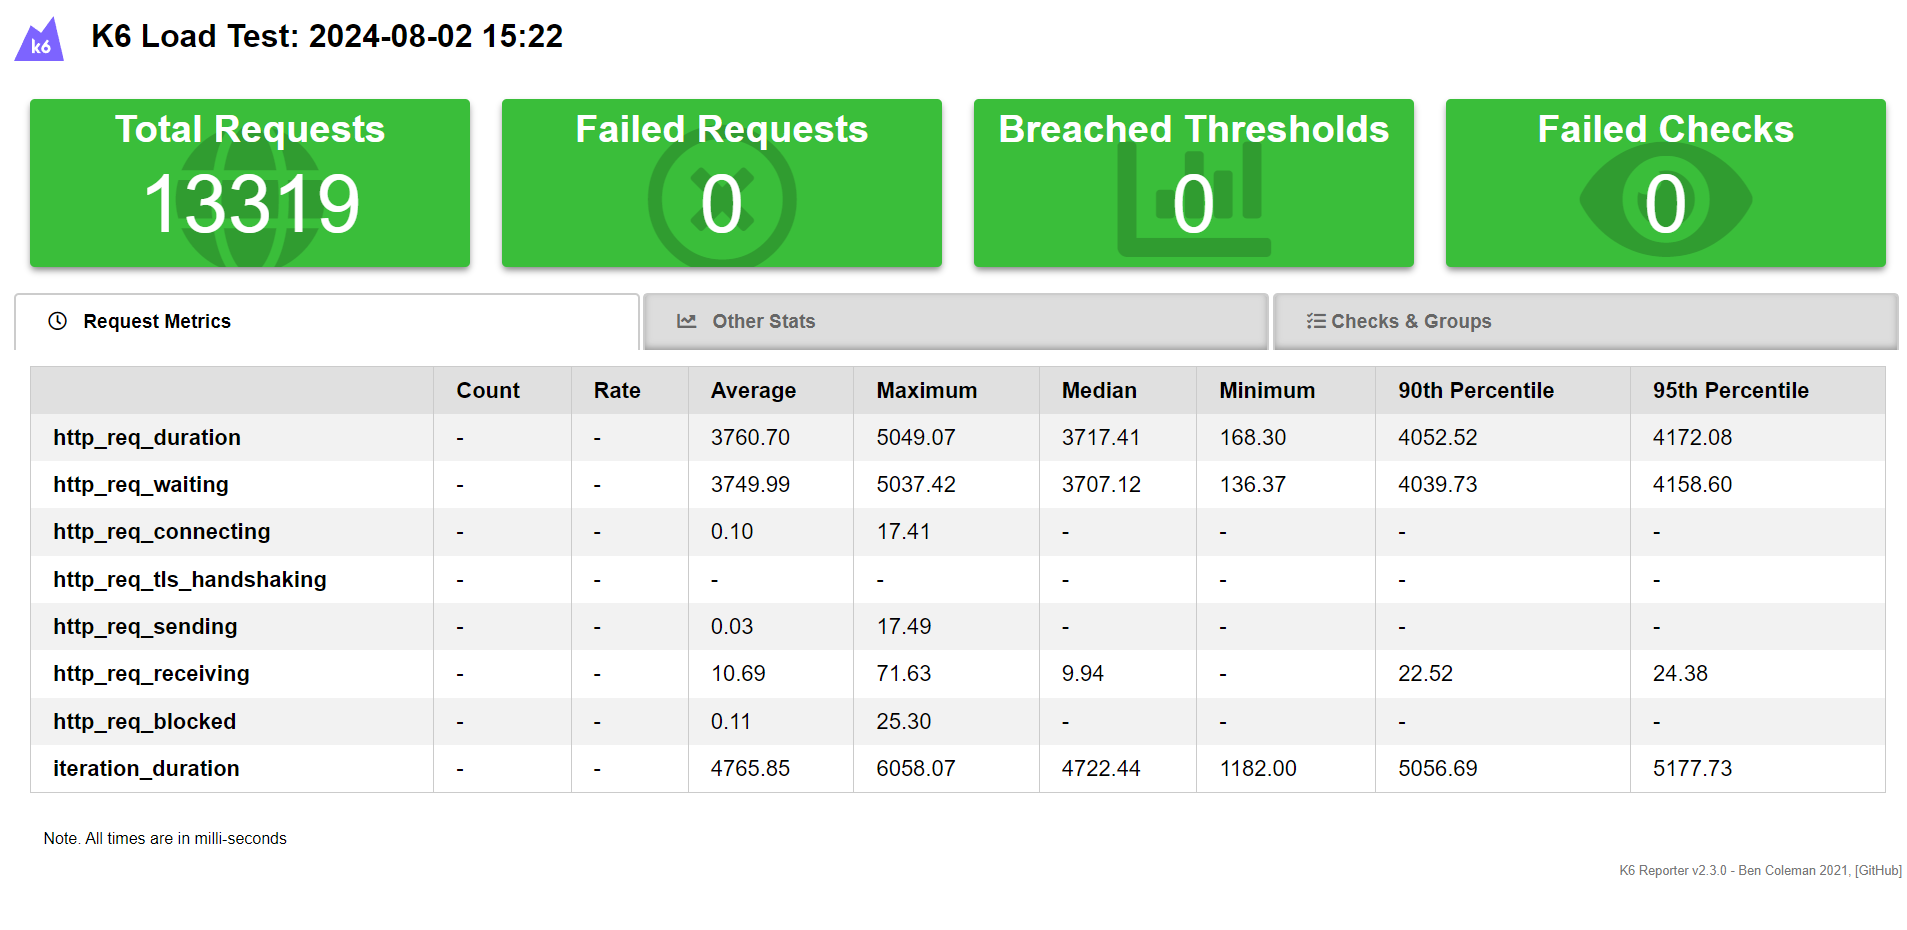 k6
K6 Load Test: 2024-08-02 15:22
Total Requests
13319
Failed Requests
0
Breached Thresholds
0
Failed Checks
0
Request Metrics
Other Stats
Checks & Groups
Count Rate Average Maximum Median Minimum 90th Percentile 95th Percentile
http_req_duration - - 3760.70 5049.07 3717.41 168.30 4052.52 4172.08
http_req_waiting - - 3749.99 5037.42 3707.12 136.37 4039.73 4158.60
http_req_connecting - - 0.10 17.41 - - - -
http_req_tls_handshaking - - - - - - - -
http_req_sending - - 0.03 17.49 - - - -
http_req_receiving - - 10.69 71.63 9.94 - 22.52 24.38
http_req_blocked - - 0.11 25.30 - - - -
iteration_duration - - 4765.85 6058.07 4722.44 1182.00 5056.69 5177.73
Note. All times are in milli-seconds
K6 Reporter v2.3.0 - Ben Coleman 2021, [GitHub]